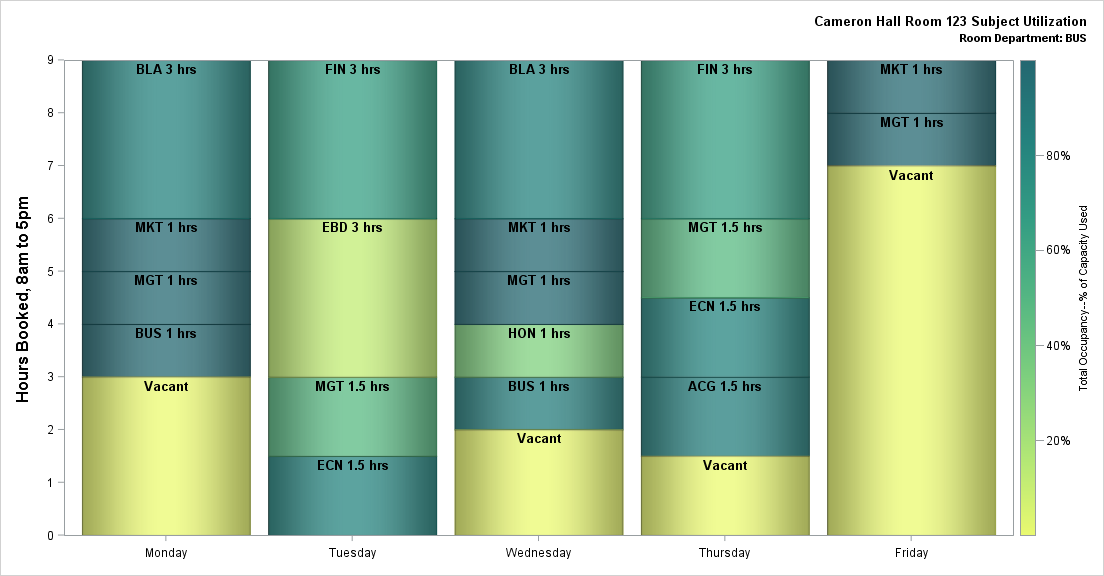 Cameron Hall Room 123 Subject Utilization
Room Department: BUS
Hours Booked, 8am to 5pm
9
8
7
6
5
4
3
2
1
0
BLA 3 hrs
MKT 1 hrs
MGT 1 hrs
BUS 1 hrs
Vacant
Monday
FIN 3 hrs
EBD 3 hrs
MGT 1.5 hrs
ECN 1.5 hrs
Tuesday
BLA 3 hrs
MKT 1 hrs
MGT 1 hrs
HON 1 hrs
BUS 1 hrs
Vacant
Wednesday
FIN 3 hrs
MGT 1.5 hrs
ECN 1.5 hrs
ACG 1.5 hrs
Vacant
Thursday
MKT 1 hrs
MGT 1 hrs
Vacant
Friday
80%
60%
40%
20%
Total Occupancy--% of Capacity Used